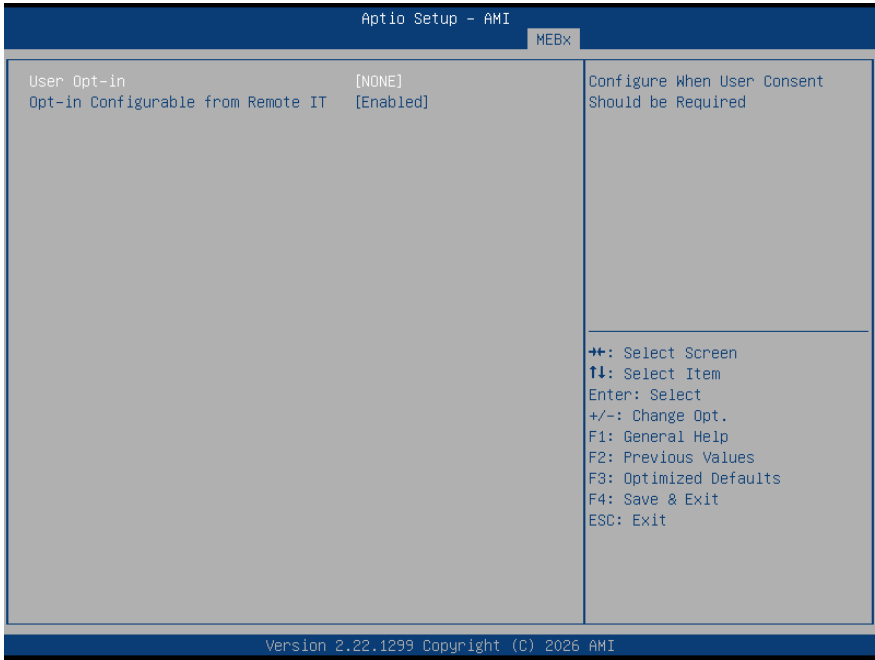 Aptio Setup – AMI
MEBx
User Opt-in [NONE]
Opt-in Configurable from Remote IT [Enabled]
Configure When User Consent
Should be Required
→←: Select Screen
↑↓: Select Item
Enter: Select
+/-: Change Opt.
F1: General Help
F2: Previous Values
F3: Optimized Defaults
F4: Save & Exit
ESC: Exit
Version 2.22.1299 Copyright (C) 2026 AMI